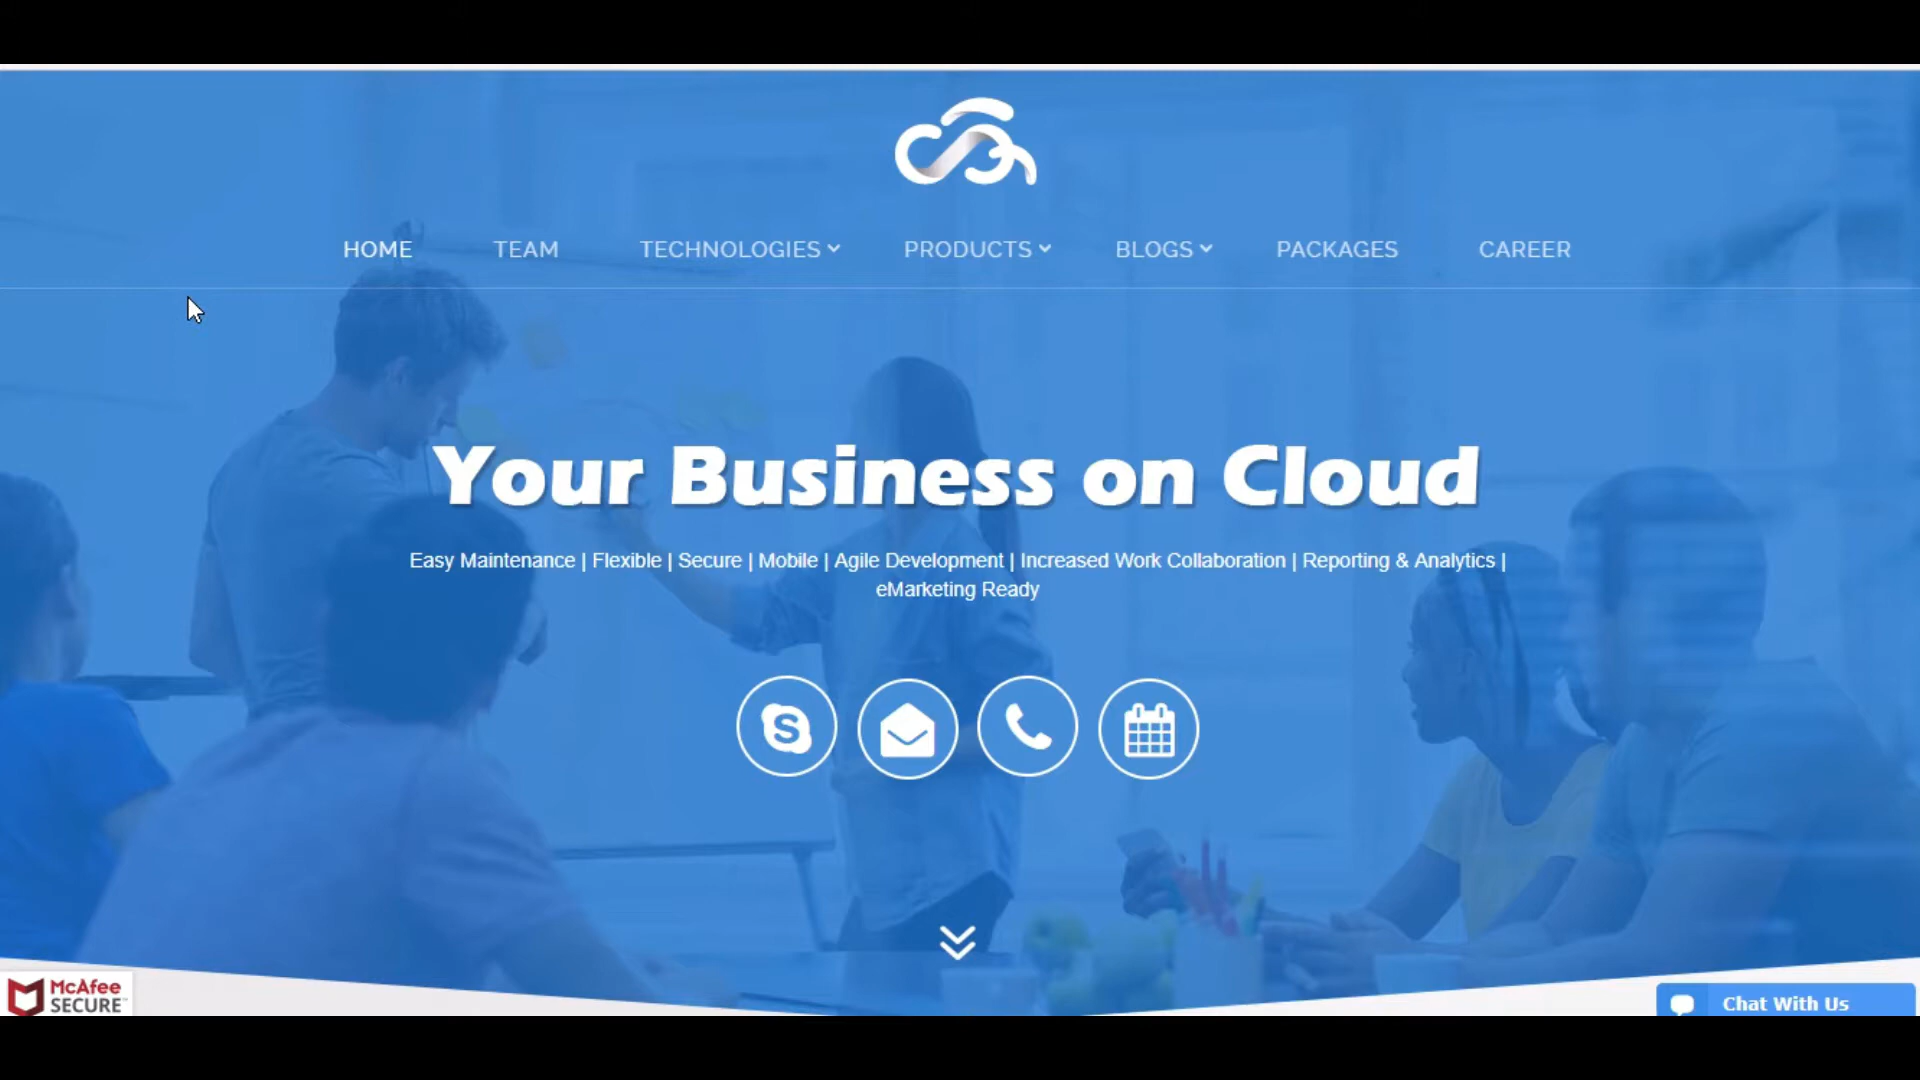 HOME TEAM TECHNOLOGIES PRODUCTS BLOGS PACKAGES CAREER
Your Business on Cloud
Easy Maintenance | Flexible | Secure | Mobile | Agile Development | Increased Work Collaboration | Reporting & Analytics |
eMarketing Ready
McAfee
SECURE™
Chat With Us